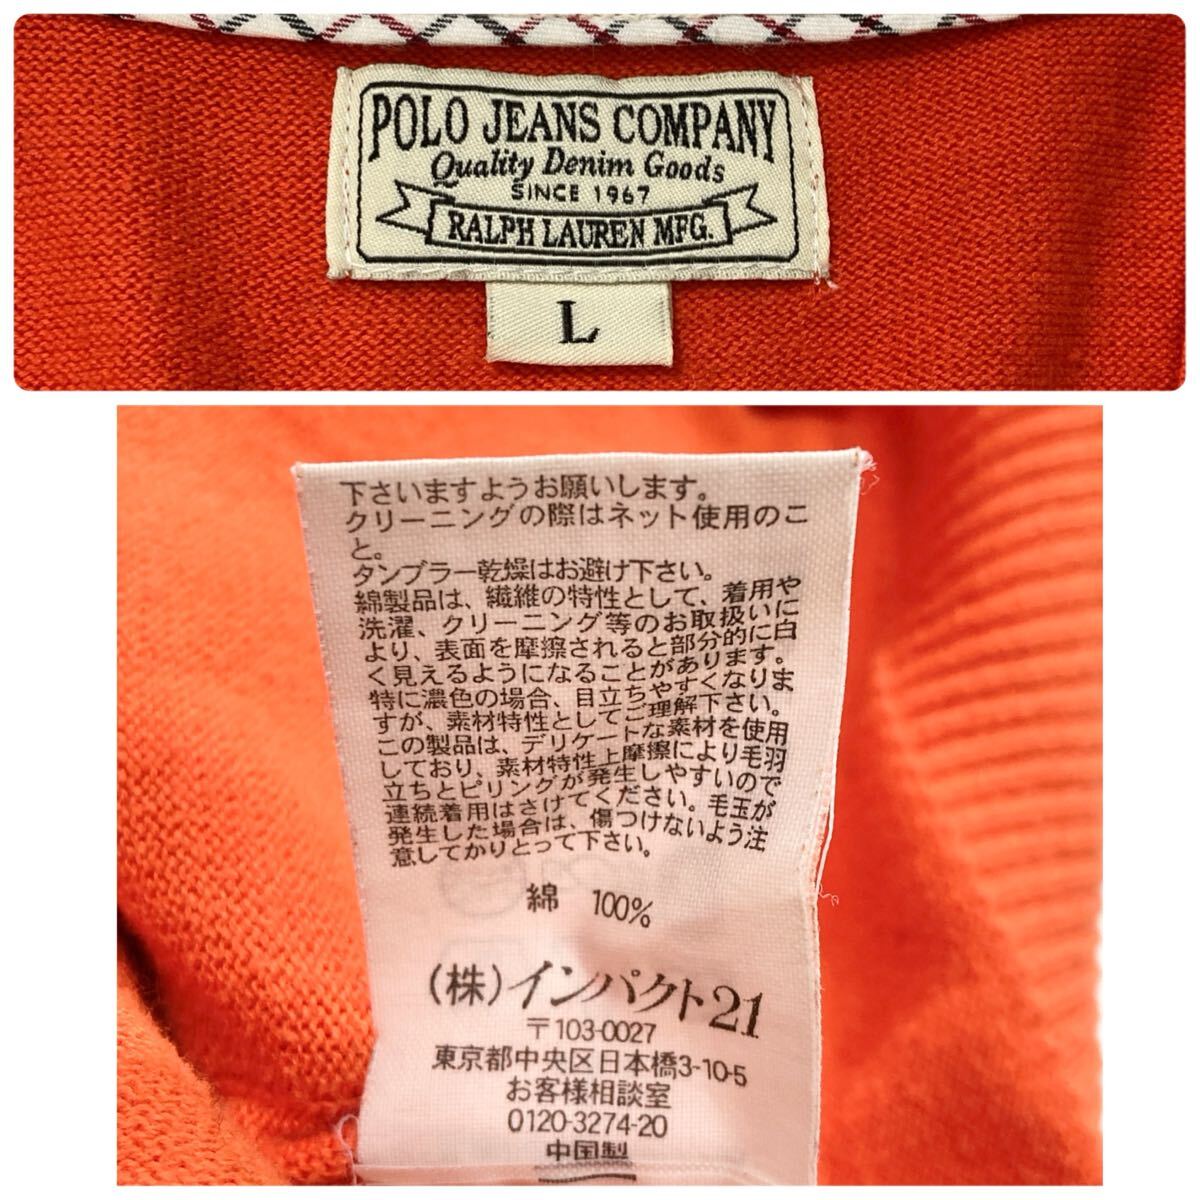 POLO JEANS COMPANY
Quality Denim Goods
SINCE 1967
RALPH LAUREN MFG.
L
下さいますようお願いします。
クリーニングの際はネット使用のこ
と。
タンブラー乾燥はお避け下さい。
綿製品は、繊維の特性として、着用や
洗濯、クリーニング等のお取扱いに
より、表面を摩擦されると部分的に白
く見えるようになることがあります。
特に濃色の場合、目立ちやすくなりま
すが、素材特性としてご理解下さい。
この製品は、デリケートな素材を使用
しており、素材特性上摩擦により毛羽
立ちとピリングが発生しやすいので
連続着用はさけてください。毛玉が
発生した場合は、傷つけないよう注
意してかりとって下さい。
綿 100%
(株)インパクト21
〒103-0027
東京都中央区日本橋3-10-5
お客様相談室
0120-3274-20
中国製